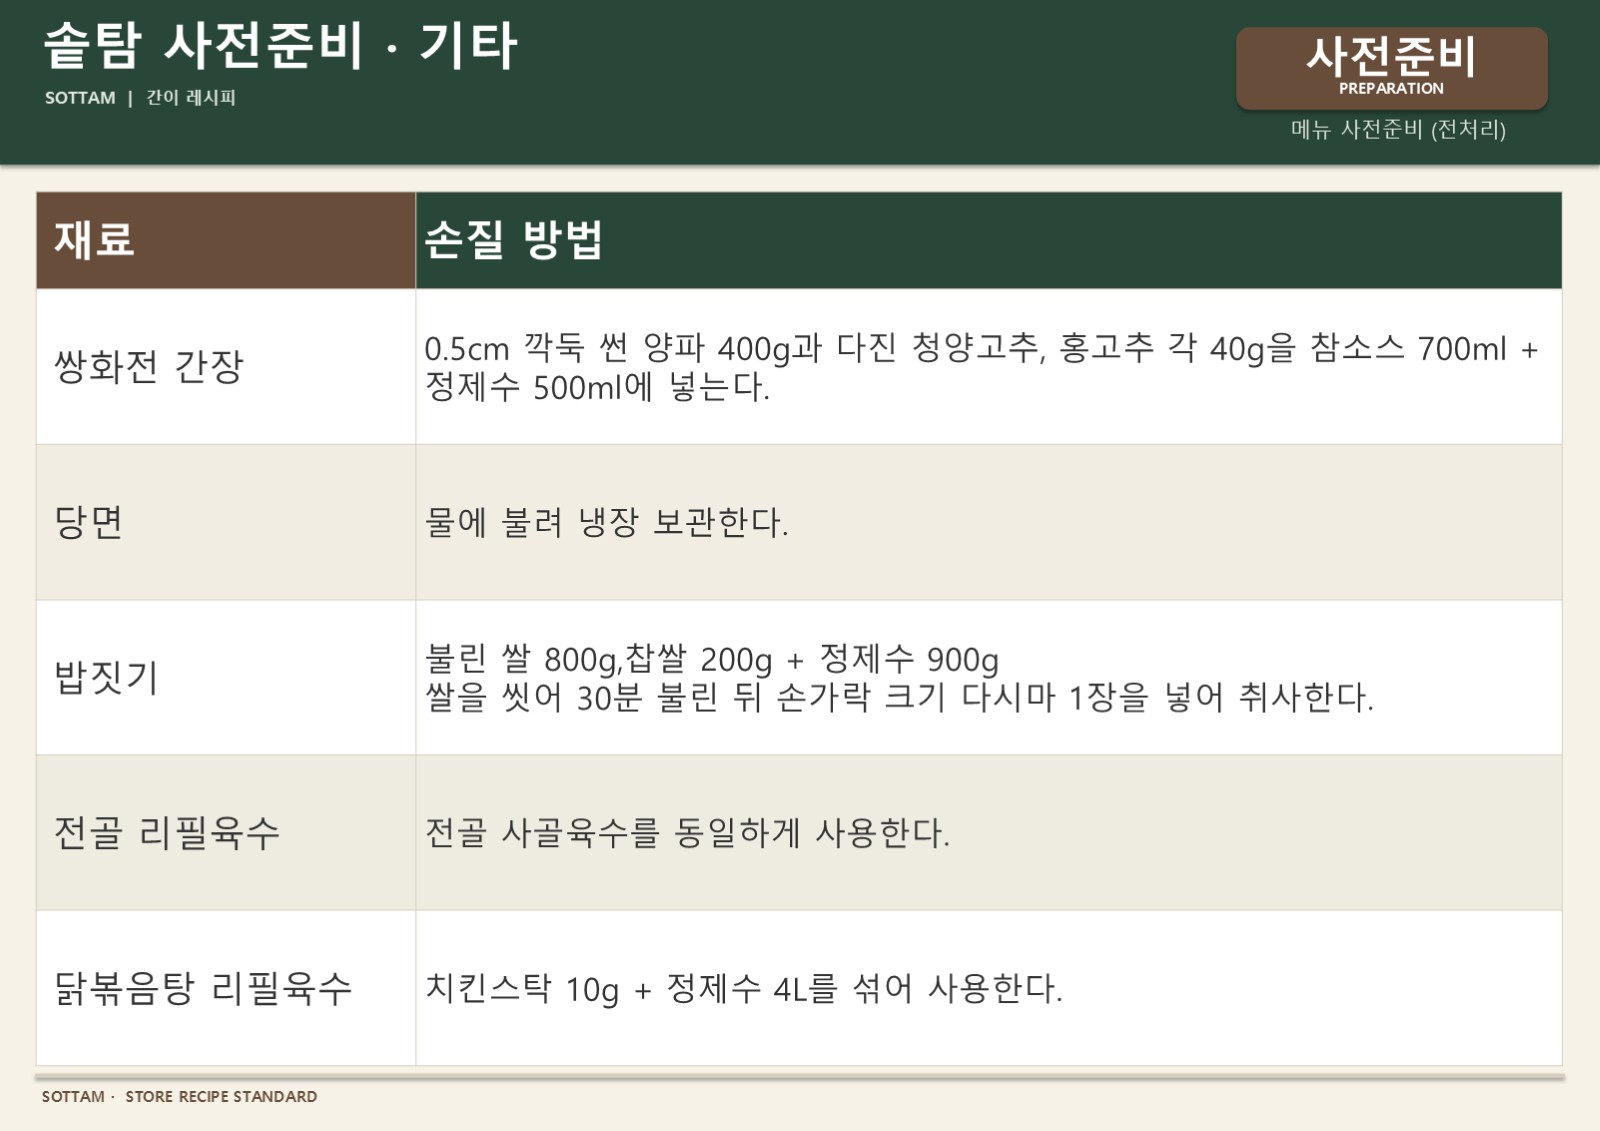 솥탐 사전준비 · 기타
SOTTAM | 간이 레시피
사전준비
PREPARATION
메뉴 사전준비 (전처리)
재료
손질 방법
쌍화전 간장
0.5cm 깍둑 썬 양파 400g과 다진 청양고추, 홍고추 각 40g을 참소스 700ml +
정제수 500ml에 넣는다.
당면
물에 불려 냉장 보관한다.
밥짓기
불린 쌀 800g,찹쌀 200g + 정제수 900g
쌀을 씻어 30분 불린 뒤 손가락 크기 다시마 1장을 넣어 취사한다.
전골 리필육수
전골 사골육수를 동일하게 사용한다.
닭볶음탕 리필육수
치킨스탁 10g + 정제수 4L를 섞어 사용한다.
SOTTAM · STORE RECIPE STANDARD